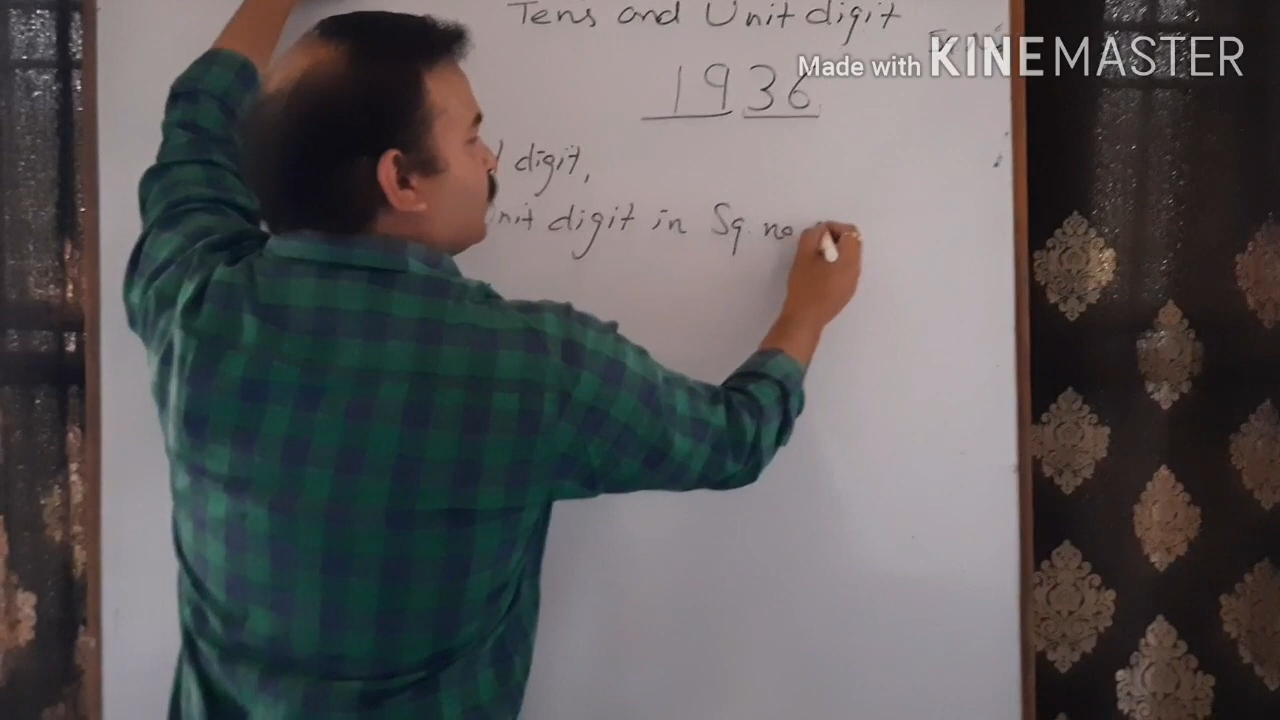 Tens and Unit digit
Made with KINEMASTER
1936
digit,
nit digit in Sq. no